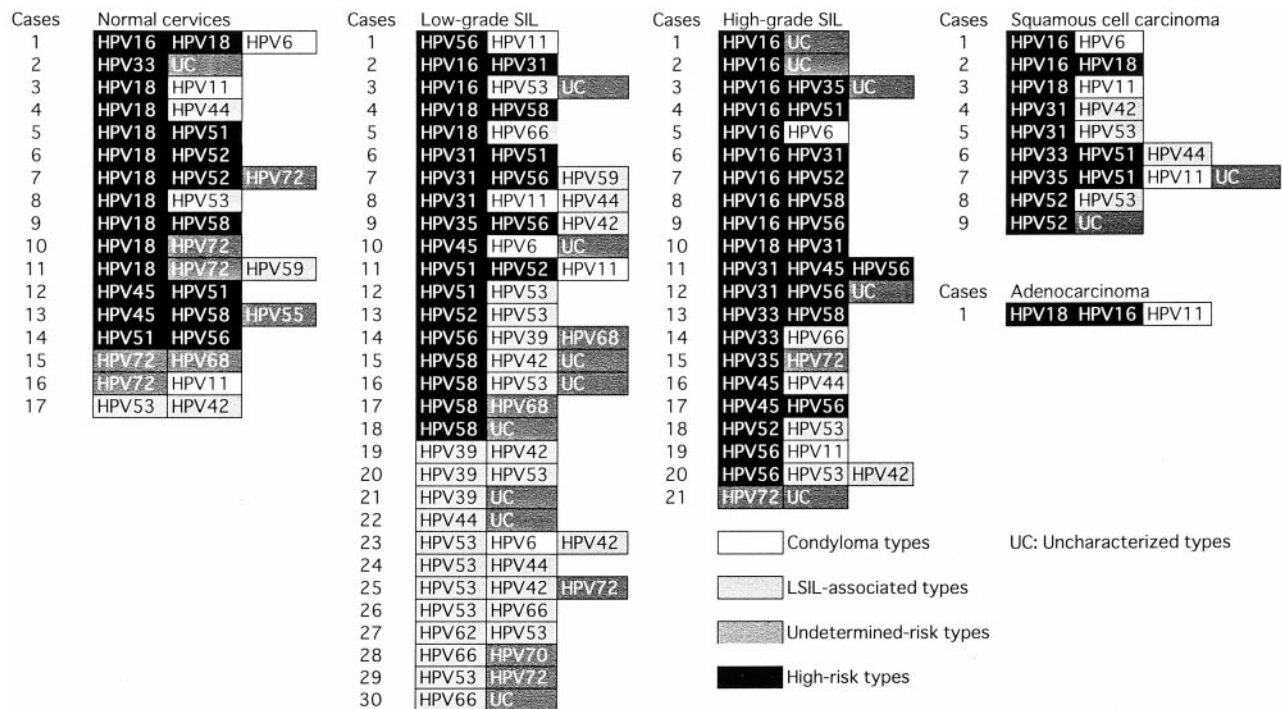 Cases Normal cervices
1 HPV16 HPV18 HPV6
2 HPV33 UC
3 HPV18 HPV11
4 HPV18 HPV44
5 HPV18 HPV51
6 HPV18 HPV52
7 HPV18 HPV52 HPV72
8 HPV18 HPV53
9 HPV18 HPV58
10 HPV18 HPV72
11 HPV18 HPV72 HPV59
12 HPV45 HPV51
13 HPV45 HPV58 HPV55
14 HPV51 HPV56
15 HPV72 HPV68
16 HPV72 HPV11
17 HPV53 HPV42
Cases Low-grade SIL
1 HPV56 HPV11
2 HPV16 HPV31
3 HPV16 HPV53 UC
4 HPV18 HPV58
5 HPV18 HPV66
6 HPV31 HPV51
7 HPV31 HPV56 HPV59
8 HPV31 HPV11 HPV44
9 HPV35 HPV56 HPV42
10 HPV45 HPV6 UC
11 HPV51 HPV52 HPV11
12 HPV51 HPV53
13 HPV52 HPV53
14 HPV56 HPV39 HPV68
15 HPV58 HPV42 UC
16 HPV58 HPV53 UC
17 HPV58 HPV68
18 HPV58 UC
19 HPV39 HPV42
20 HPV39 HPV53
21 HPV39 UC
22 HPV44 UC
23 HPV53 HPV6 HPV42
24 HPV53 HPV44
25 HPV53 HPV42 HPV72
26 HPV53 HPV66
27 HPV62 HPV53
28 HPV66 HPV70
29 HPV53 HPV72
30 HPV66 UC
Cases High-grade SIL
1 HPV16 UC
2 HPV16 UC
3 HPV16 HPV35 UC
4 HPV16 HPV51
5 HPV16 HPV6
6 HPV16 HPV31
7 HPV16 HPV52
8 HPV16 HPV58
9 HPV16 HPV56
10 HPV18 HPV31
11 HPV31 HPV45 HPV56
12 HPV31 HPV56 UC
13 HPV33 HPV58
14 HPV33 HPV66
15 HPV35 HPV72
16 HPV45 HPV44
17 HPV45 HPV56
18 HPV52 HPV53
19 HPV56 HPV11
20 HPV56 HPV53 HPV42
21 HPV72 UC
Cases Squamous cell carcinoma
1 HPV16 HPV6
2 HPV16 HPV18
3 HPV18 HPV11
4 HPV31 HPV42
5 HPV31 HPV53
6 HPV33 HPV51 HPV44
7 HPV35 HPV51 HPV11 UC
8 HPV52 HPV53
9 HPV52 UC
Cases Adenocarcinoma
1 HPV18 HPV16 HPV11
Condyloma types
LSIL-associated types
Undetermined-risk types
High-risk types
UC: Uncharacterized types